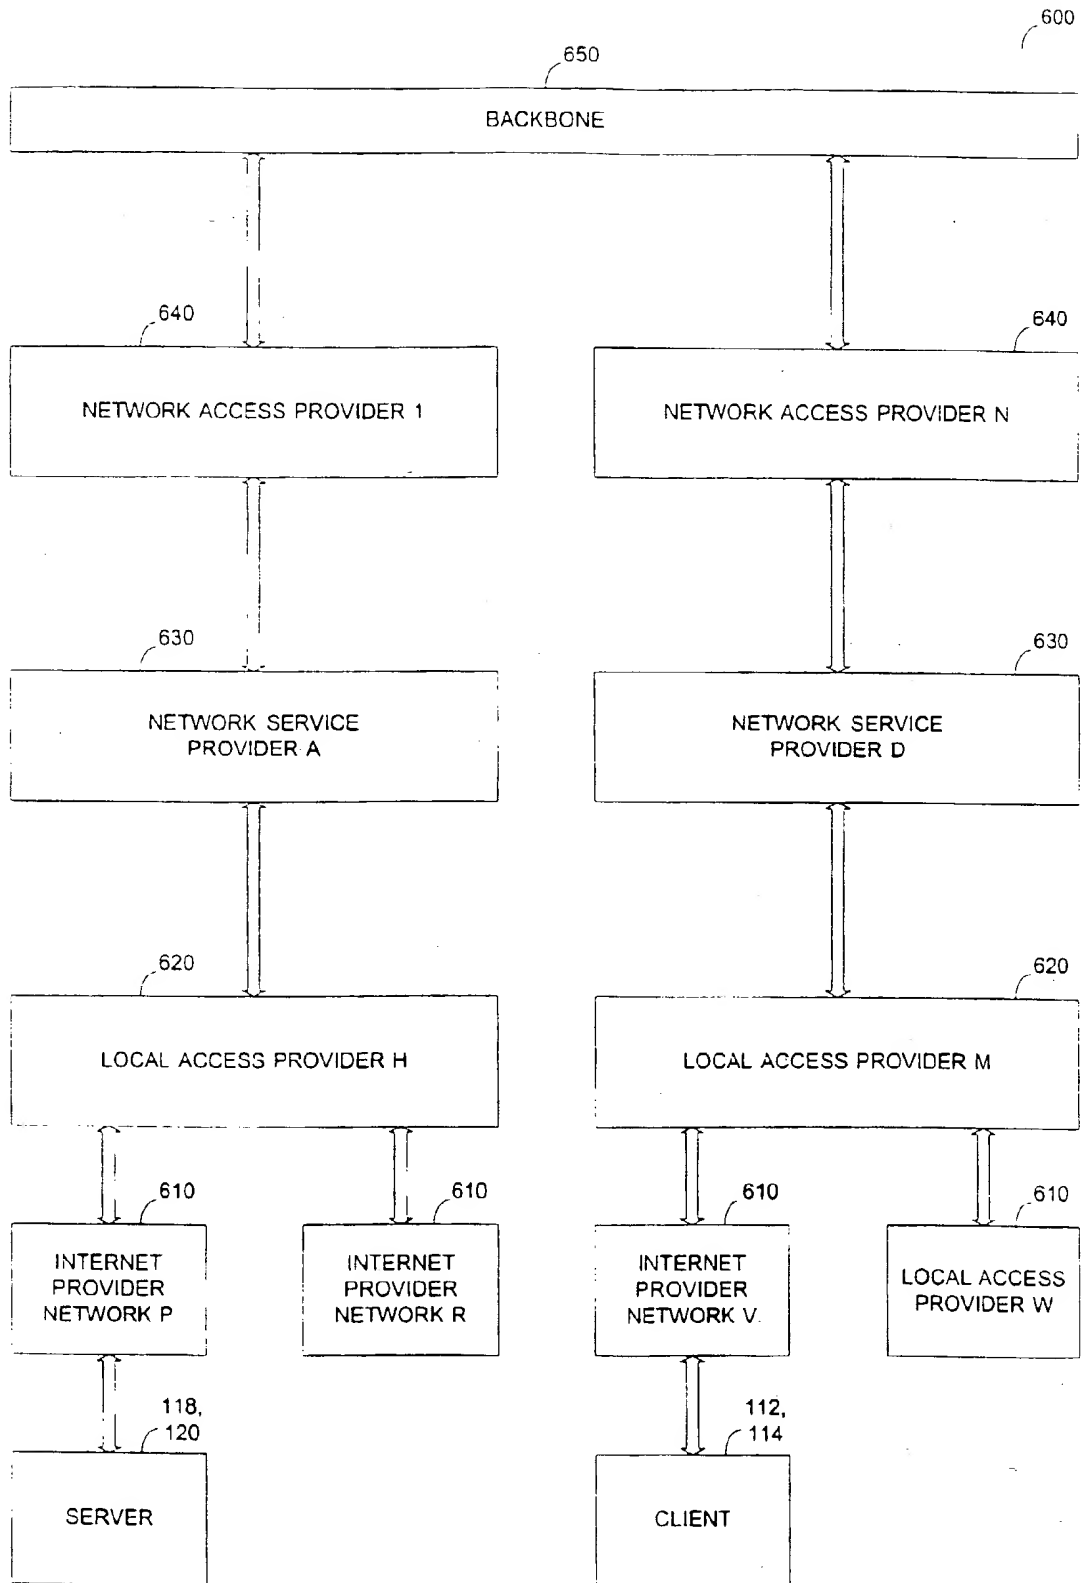 600
650
BACKBONE
640
640
NETWORK ACCESS PROVIDER 1
NETWORK ACCESS PROVIDER N
630
630
NETWORK SERVICE
PROVIDER A
NETWORK SERVICE
PROVIDER D
620
620
LOCAL ACCESS PROVIDER H
LOCAL ACCESS PROVIDER M
610
610
610
610
INTERNET
PROVIDER
NETWORK P
INTERNET
PROVIDER
NETWORK R
INTERNET
PROVIDER
NETWORK V
LOCAL ACCESS
PROVIDER W
118,
120
112,
114
SERVER
CLIENT